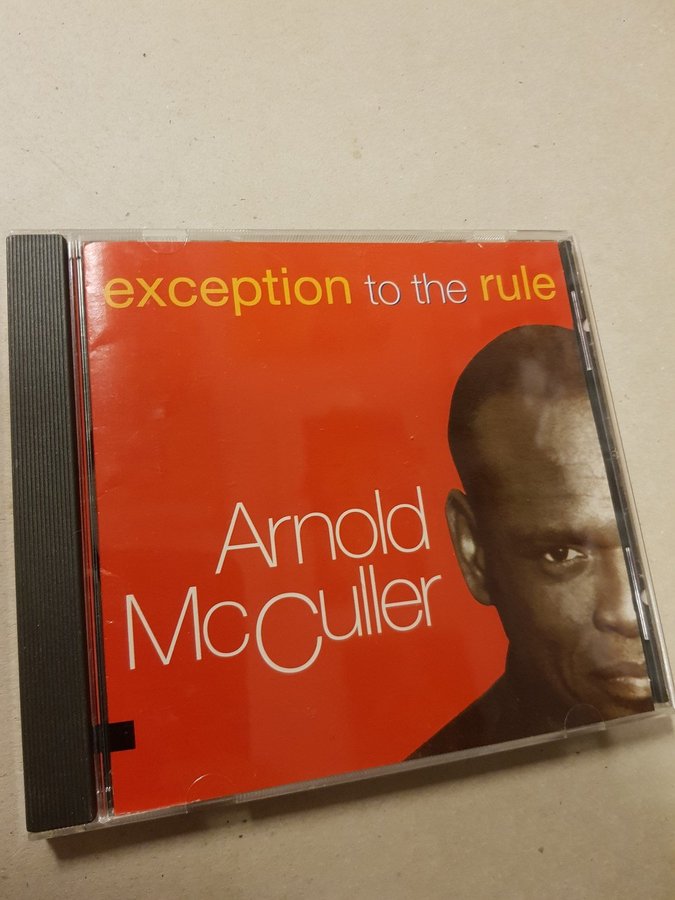 exception to the rule
Arnold
McCuller